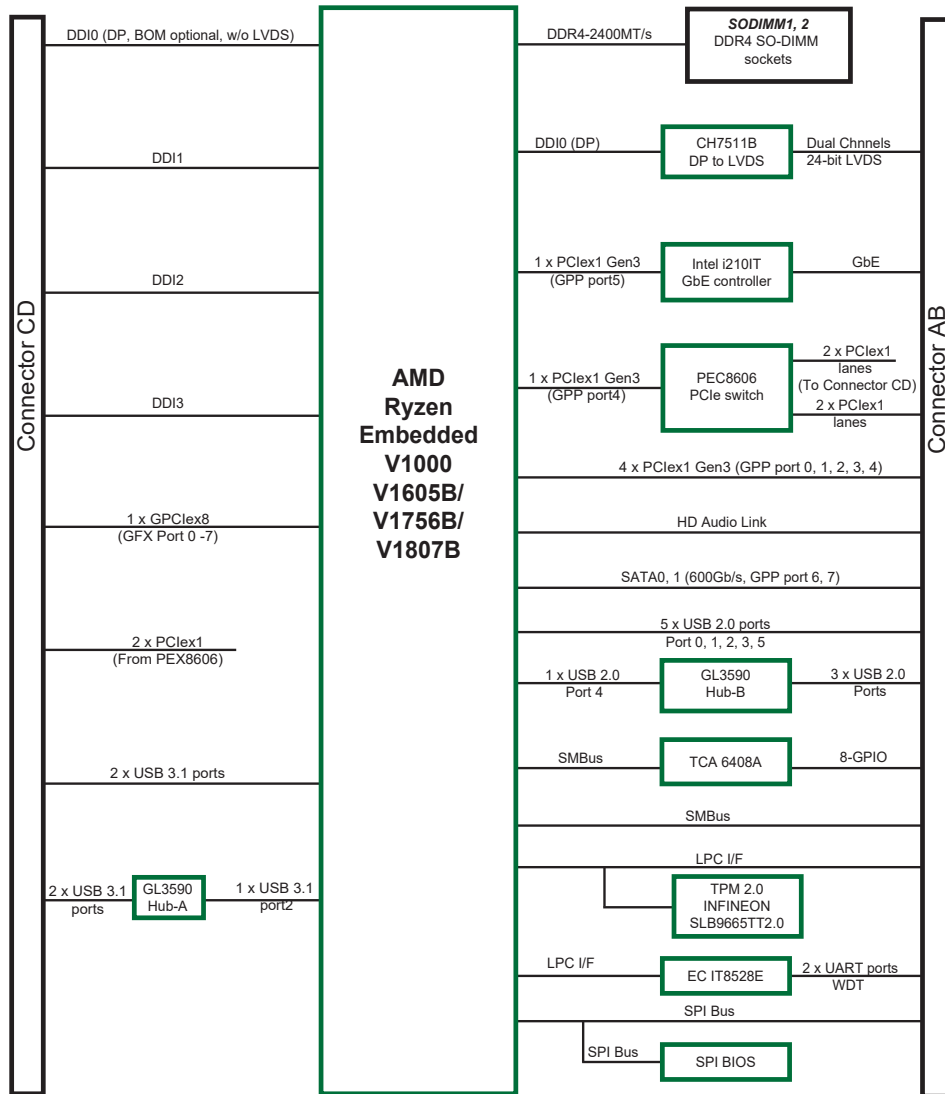 Connector CD
DDI0 (DP, BOM optional, w/o LVDS)
DDI1
DDI2
DDI3
1 x GPCIex8
(GFX Port 0 -7)
2 x PCIex1
(From PEX8606)
2 x USB 3.1 ports
2 x USB 3.1
ports
GL3590
Hub-A
1 x USB 3.1
port2
AMD
Ryzen
Embedded
V1000
V1605B/
V1756B/
V1807B
DDR4-2400MT/s
SODIMM1, 2
DDR4 SO-DIMM
sockets
DDI0 (DP)
CH7511B
DP to LVDS
Dual Chnnels
24-bit LVDS
1 x PCIex1 Gen3
(GPP port5)
Intel i210IT
GbE controller
GbE
1 x PCIex1 Gen3
(GPP port4)
PEC8606
PCIe switch
2 x PCIex1
lanes
(To Connector CD)
2 x PCIex1
lanes
4 x PCIex1 Gen3 (GPP port 0, 1, 2, 3, 4)
HD Audio Link
SATA0, 1 (600Gb/s, GPP port 6, 7)
5 x USB 2.0 ports
Port 0, 1, 2, 3, 5
1 x USB 2.0
Port 4
GL3590
Hub-B
3 x USB 2.0
Ports
SMBus
TCA 6408A
8-GPIO
SMBus
LPC I/F
TPM 2.0
INFINEON
SLB9665TT2.0
LPC I/F
EC IT8528E
2 x UART ports
WDT
SPI Bus
SPI Bus
SPI BIOS
Connector AB